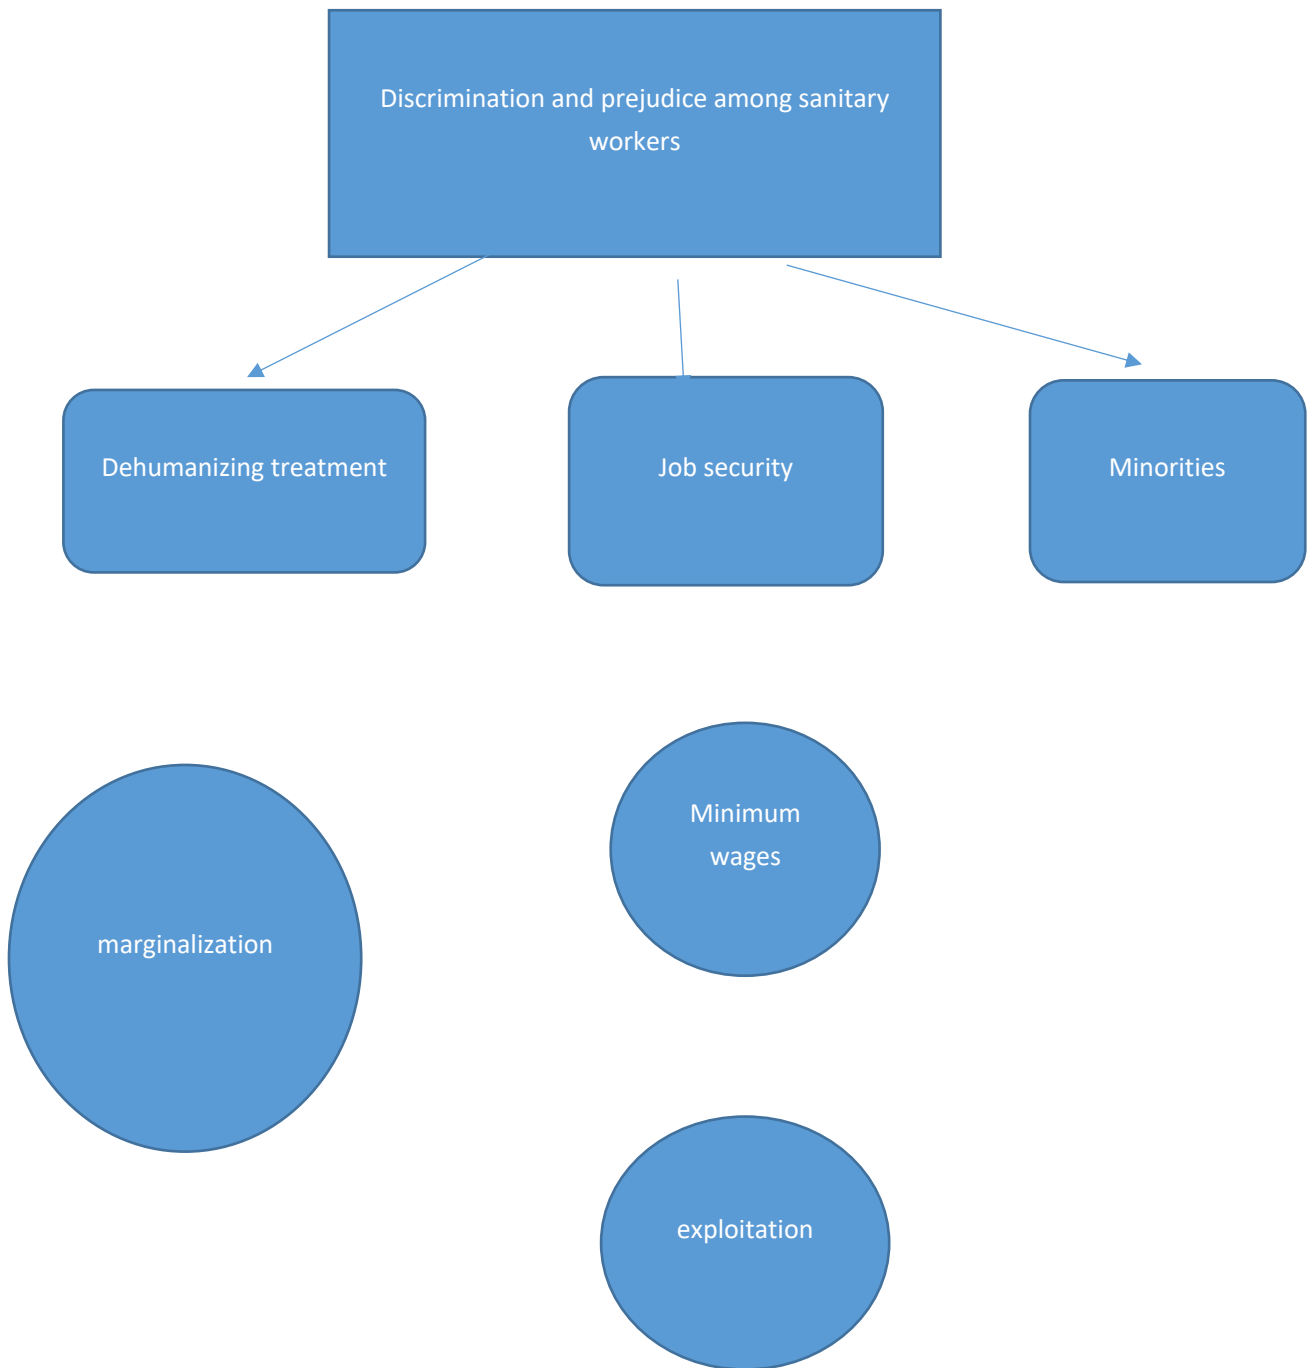 Discrimination and prejudice among sanitary
workers
Dehumanizing treatment
Job security
Minorities
Minimum
wages
marginalization
exploitation